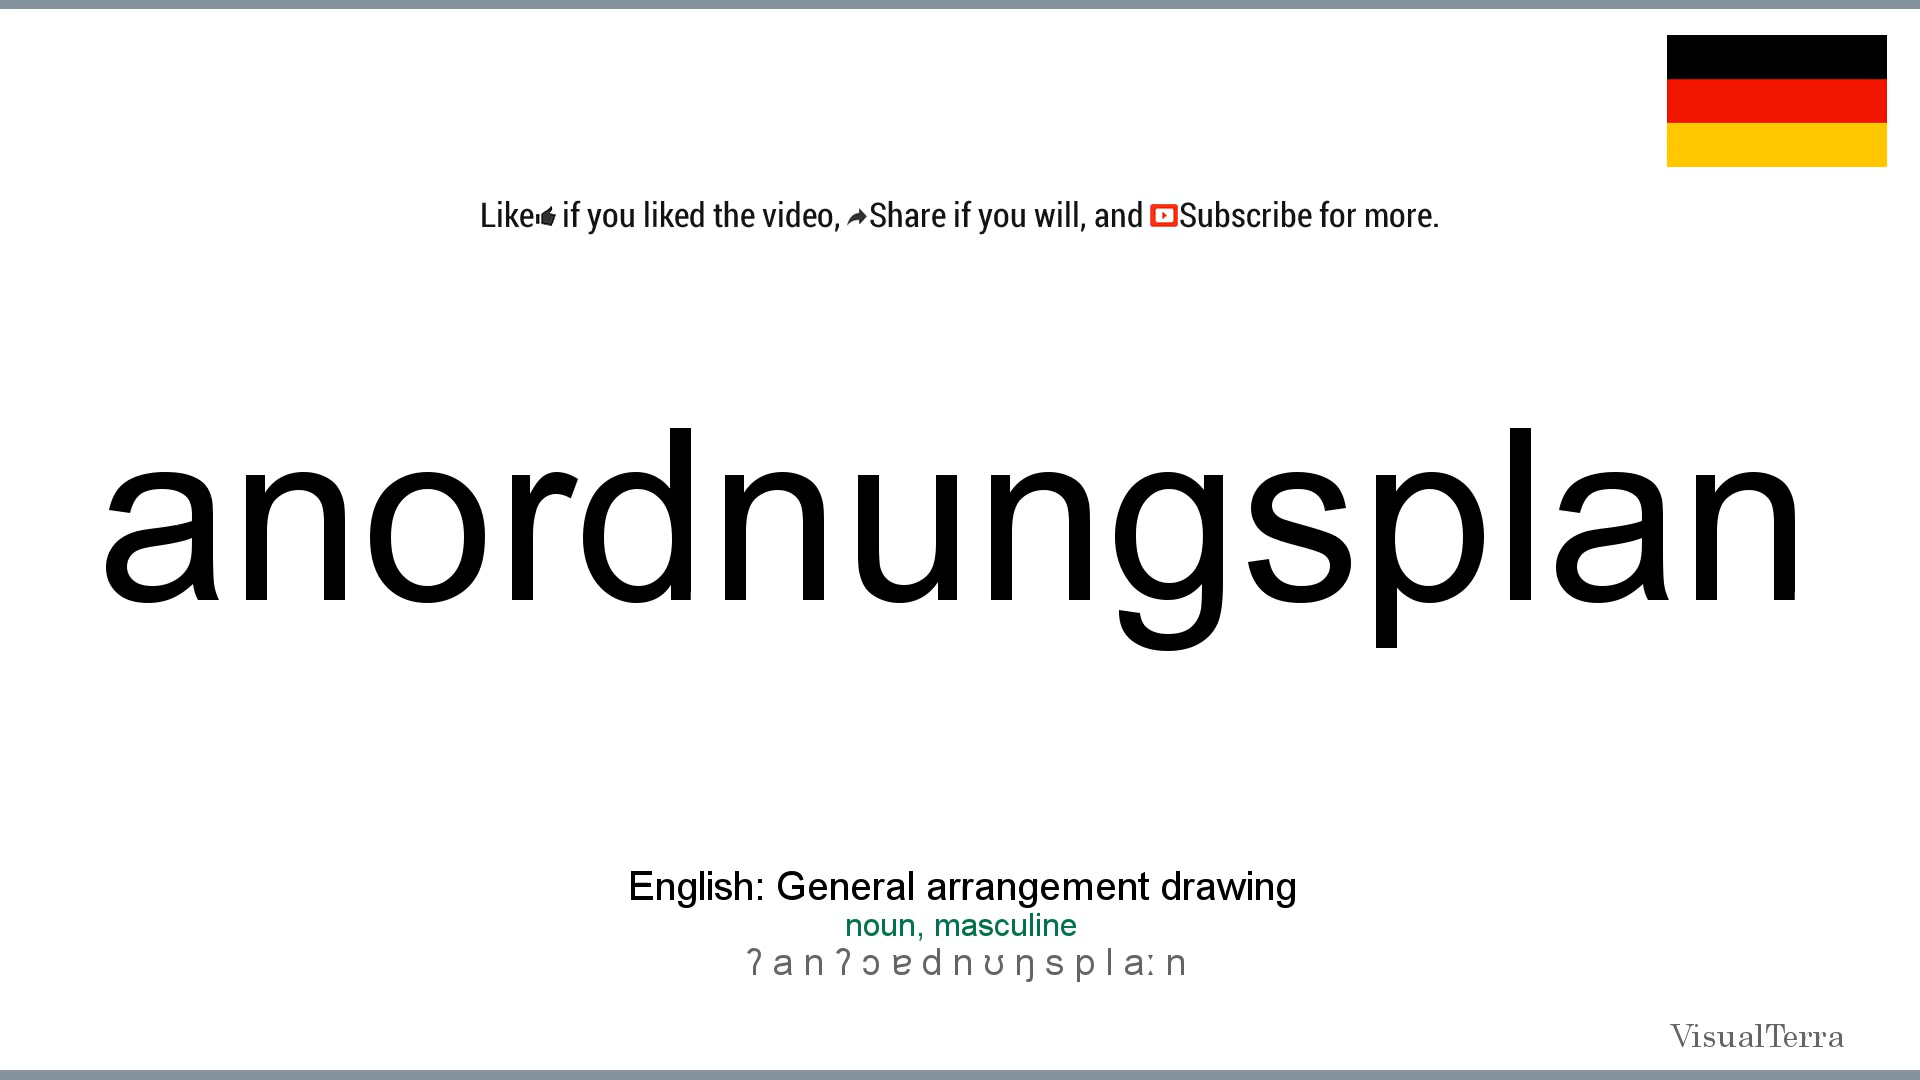 Like if you liked the video, Share if you will, and Subscribe for more.
anordnungsplan
English: General arrangement drawing
noun, masculine
ʔ a n ʔ ɔ ɐ d n ʊ ŋ s p l aː n
VisualTerra